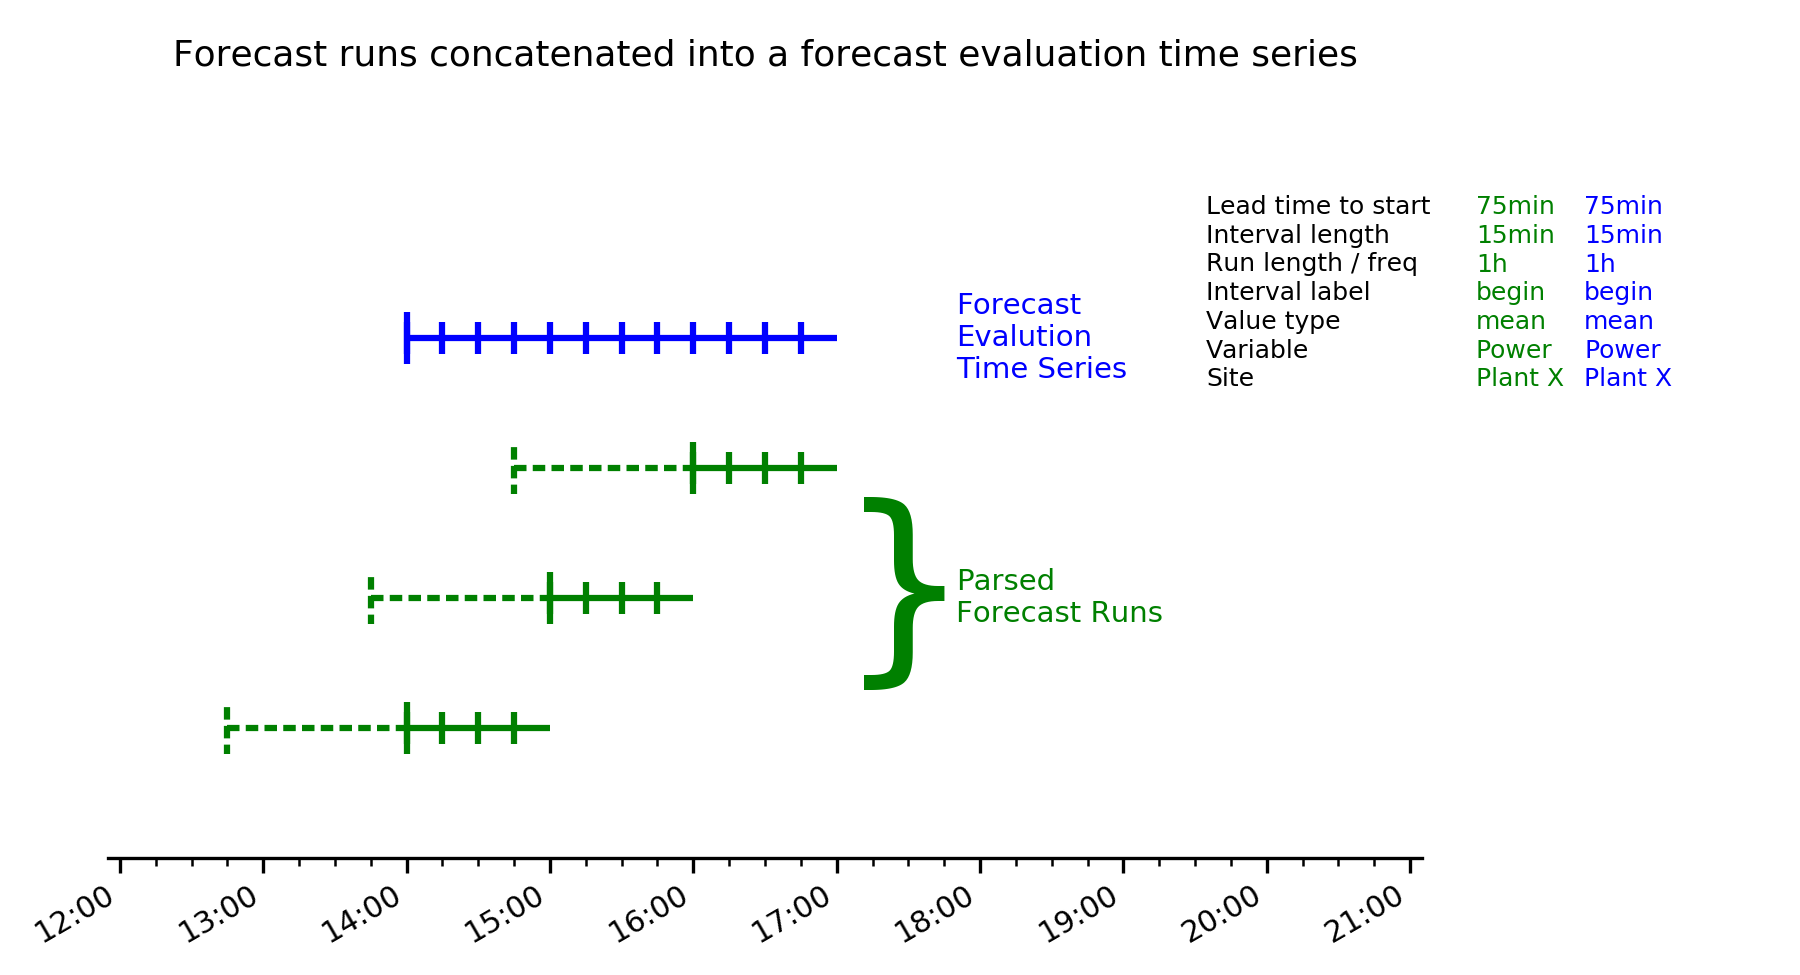 Forecast runs concatenated into a forecast evaluation time series
Lead time to start 75min 75min
Interval length 15min 15min
Run length / freq 1h 1h
Interval label begin begin
Value type mean mean
Variable Power Power
Site Plant X Plant X
Forecast
Evalution
Time Series
Parsed
Forecast Runs
12:00 13:00 14:00 15:00 16:00 17:00 18:00 19:00 20:00 21:00